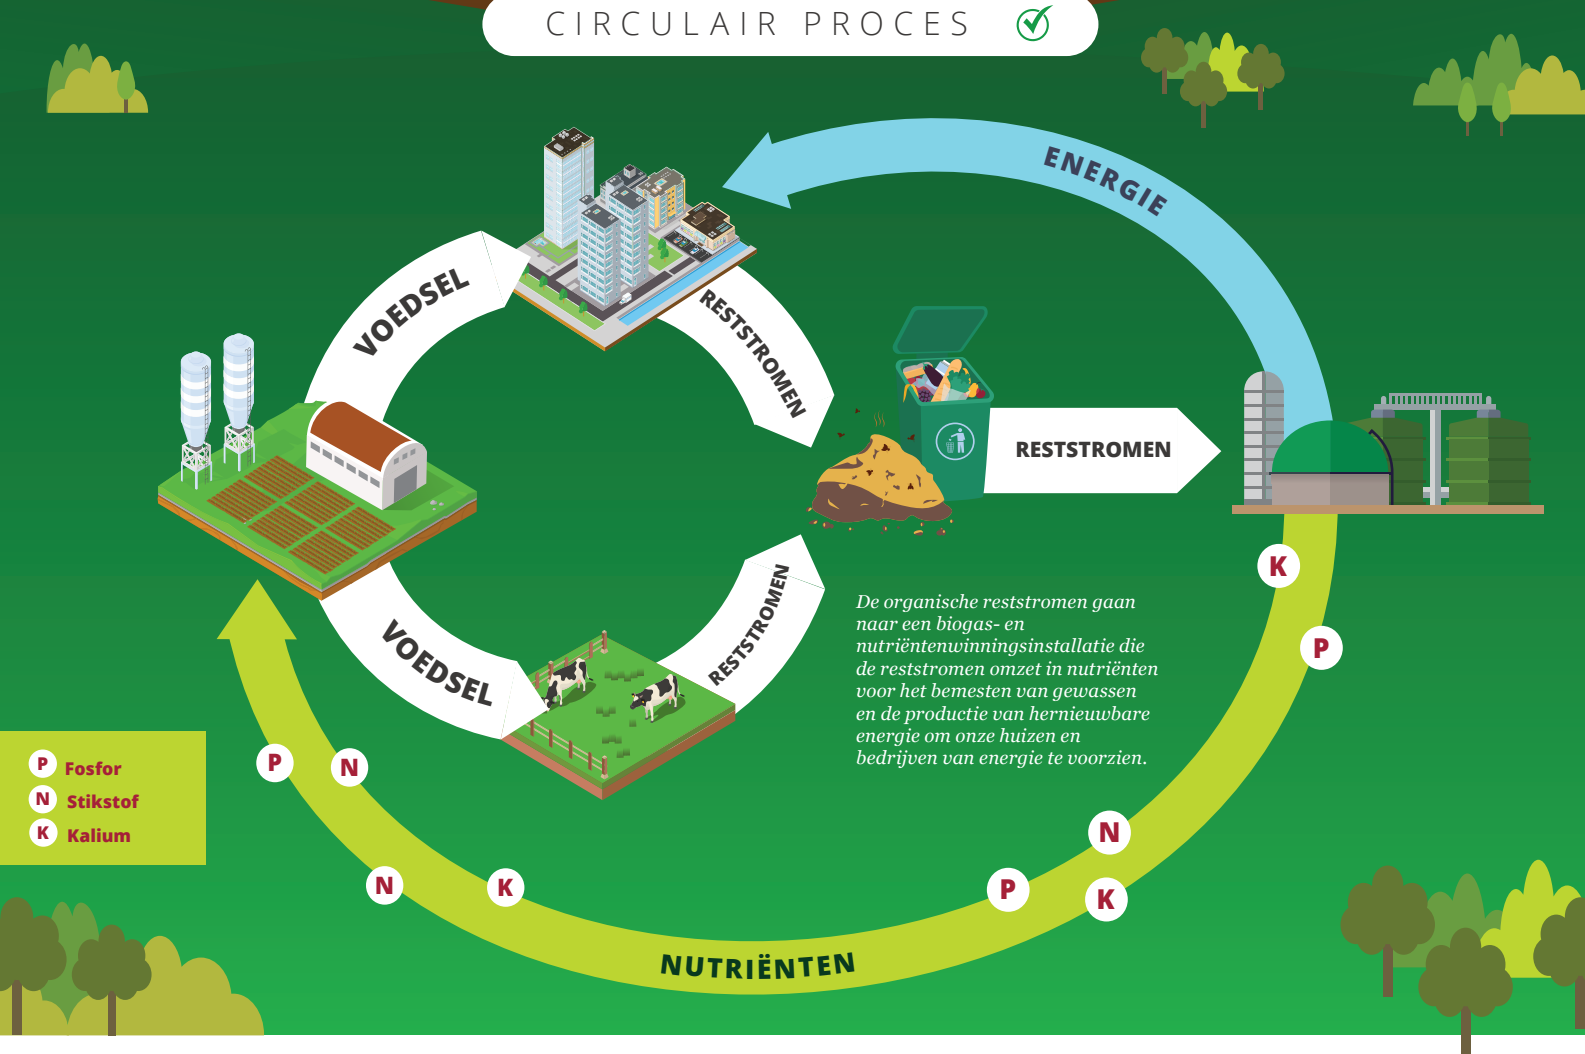 CIRCULAIR PROCES
ENERGIE
VOEDSEL
RESTSTROMEN
RESTSTROMEN
VOEDSEL
RESTSTROMEN
De organische reststromen gaan
naar een biogas- en
nutriëntenwinningsinstallatie die
de reststromen omzet in nutriënten
voor het bemesten van gewassen
en de productie van hernieuwbare
energie om onze huizen en
bedrijven van energie te voorzien.
K
P
P
N
N
K
P
N
K
NUTRIËNTEN
P Fosfor
N Stikstof
K Kalium